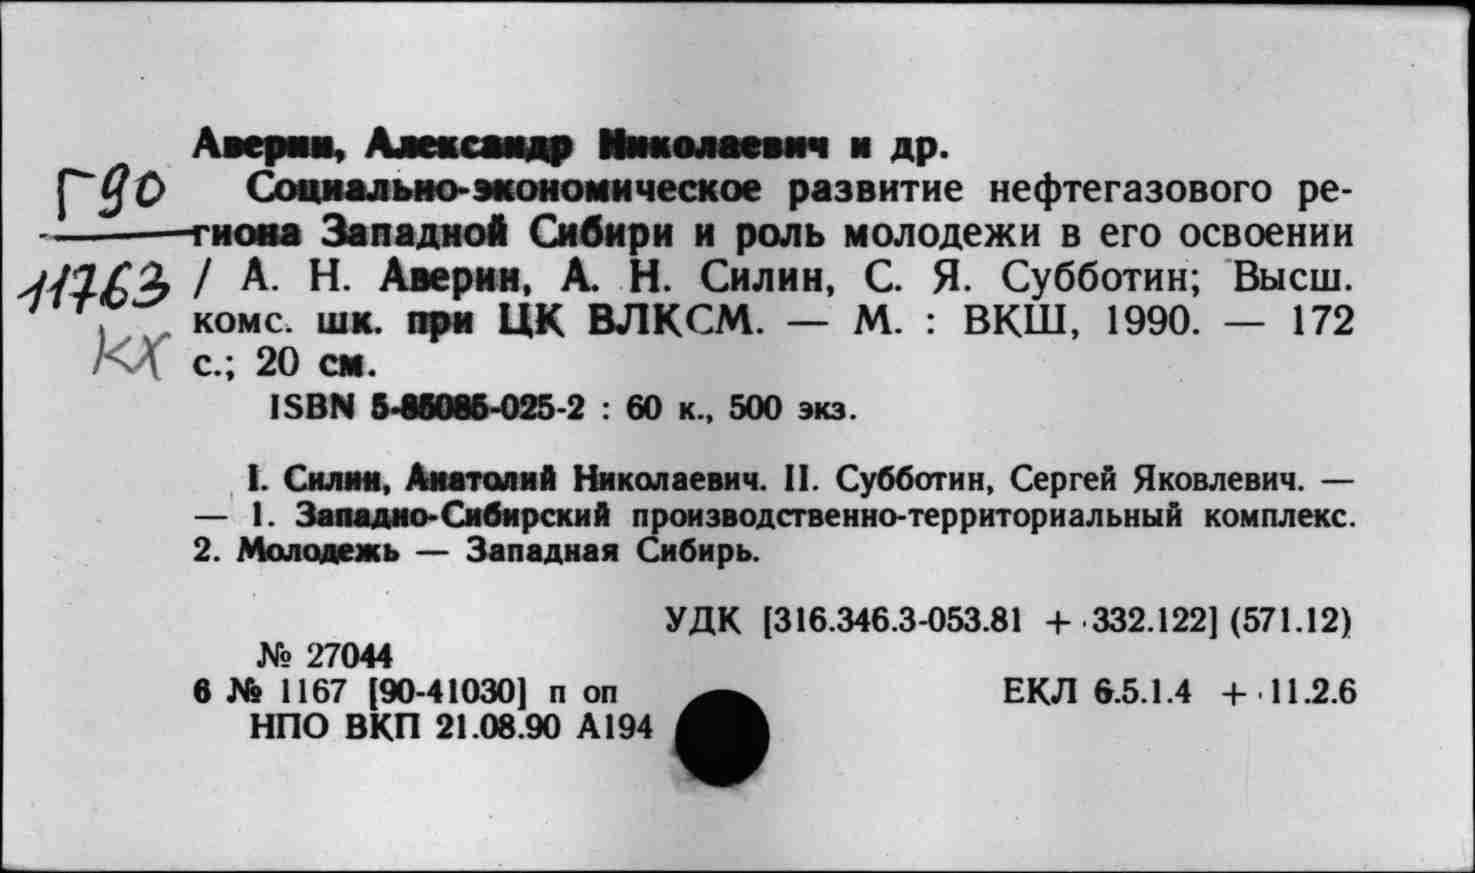 Аверин, Александр Николаевич и др.
Г90 Социально-экономическое развитие нефтегазового ре-
гиона Западной Сибири и роль молодежи в его освоении
11763 / А. Н. Аверин, А. Н. Силин, С. Я. Субботин; Высш.
комс. шк. при ЦК ВЛКСМ. — М. : ВКШ, 1990. — 172
кх с.; 20 см.
ISBN 5-85085-025-2 : 60 к., 500 экз.
I. Силин, Анатолий Николаевич. II. Субботин, Сергей Яковлевич. —
— 1. Западно-Сибирский производственно-территориальный комплекс.
2. Молодежь — Западная Сибирь.
УДК [316.346.3-053.81 + 332.122] (571.12)
№ 27044
6 № 1167 [90-41030] п оп ЕКЛ 6.5.1.4 + 11.2.6
НПО ВКП 21.08.90 А194